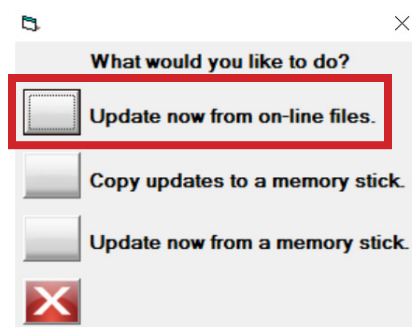 What would you like to do?
Update now from on-line files.
Copy updates to a memory stick.
Update now from a memory stick.